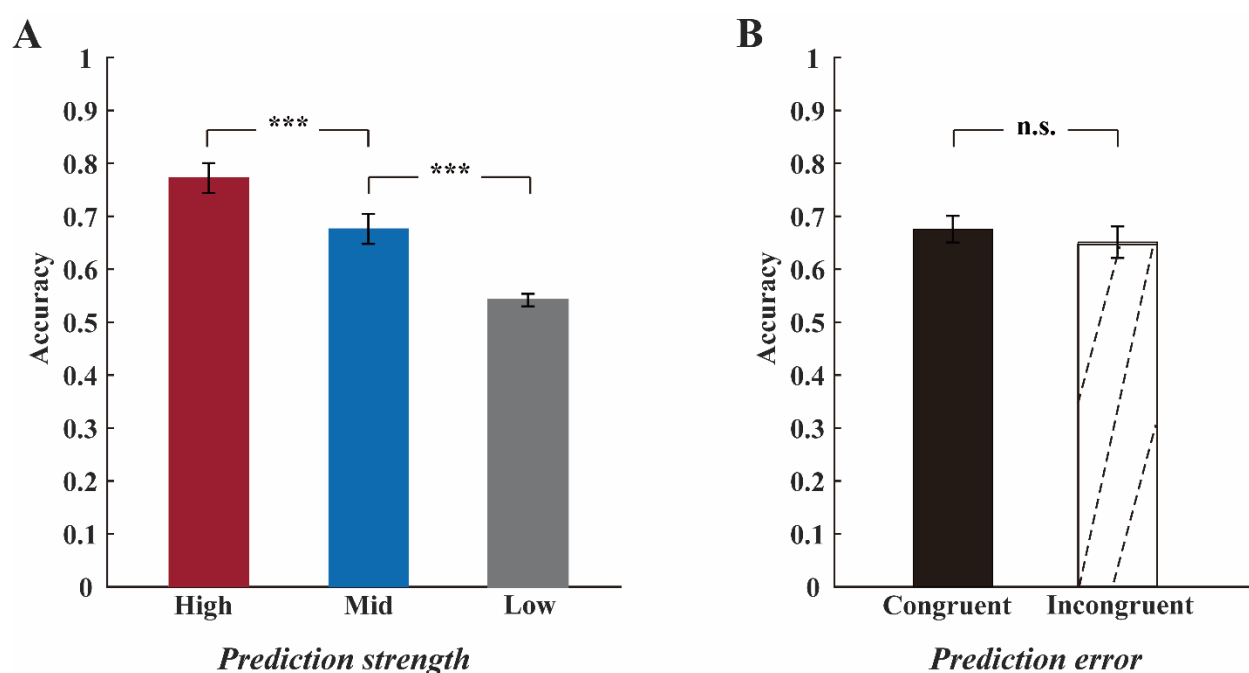 A
1
0.9
0.8
0.7
0.6
0.5
0.4
0.3
0.2
0.1
0
Accuracy
***
***
High Mid Low
Prediction strength
B
1
0.9
0.8
0.7
0.6
0.5
0.4
0.3
0.2
0.1
0
Accuracy
n.s.
Congruent Incongruent
Prediction error